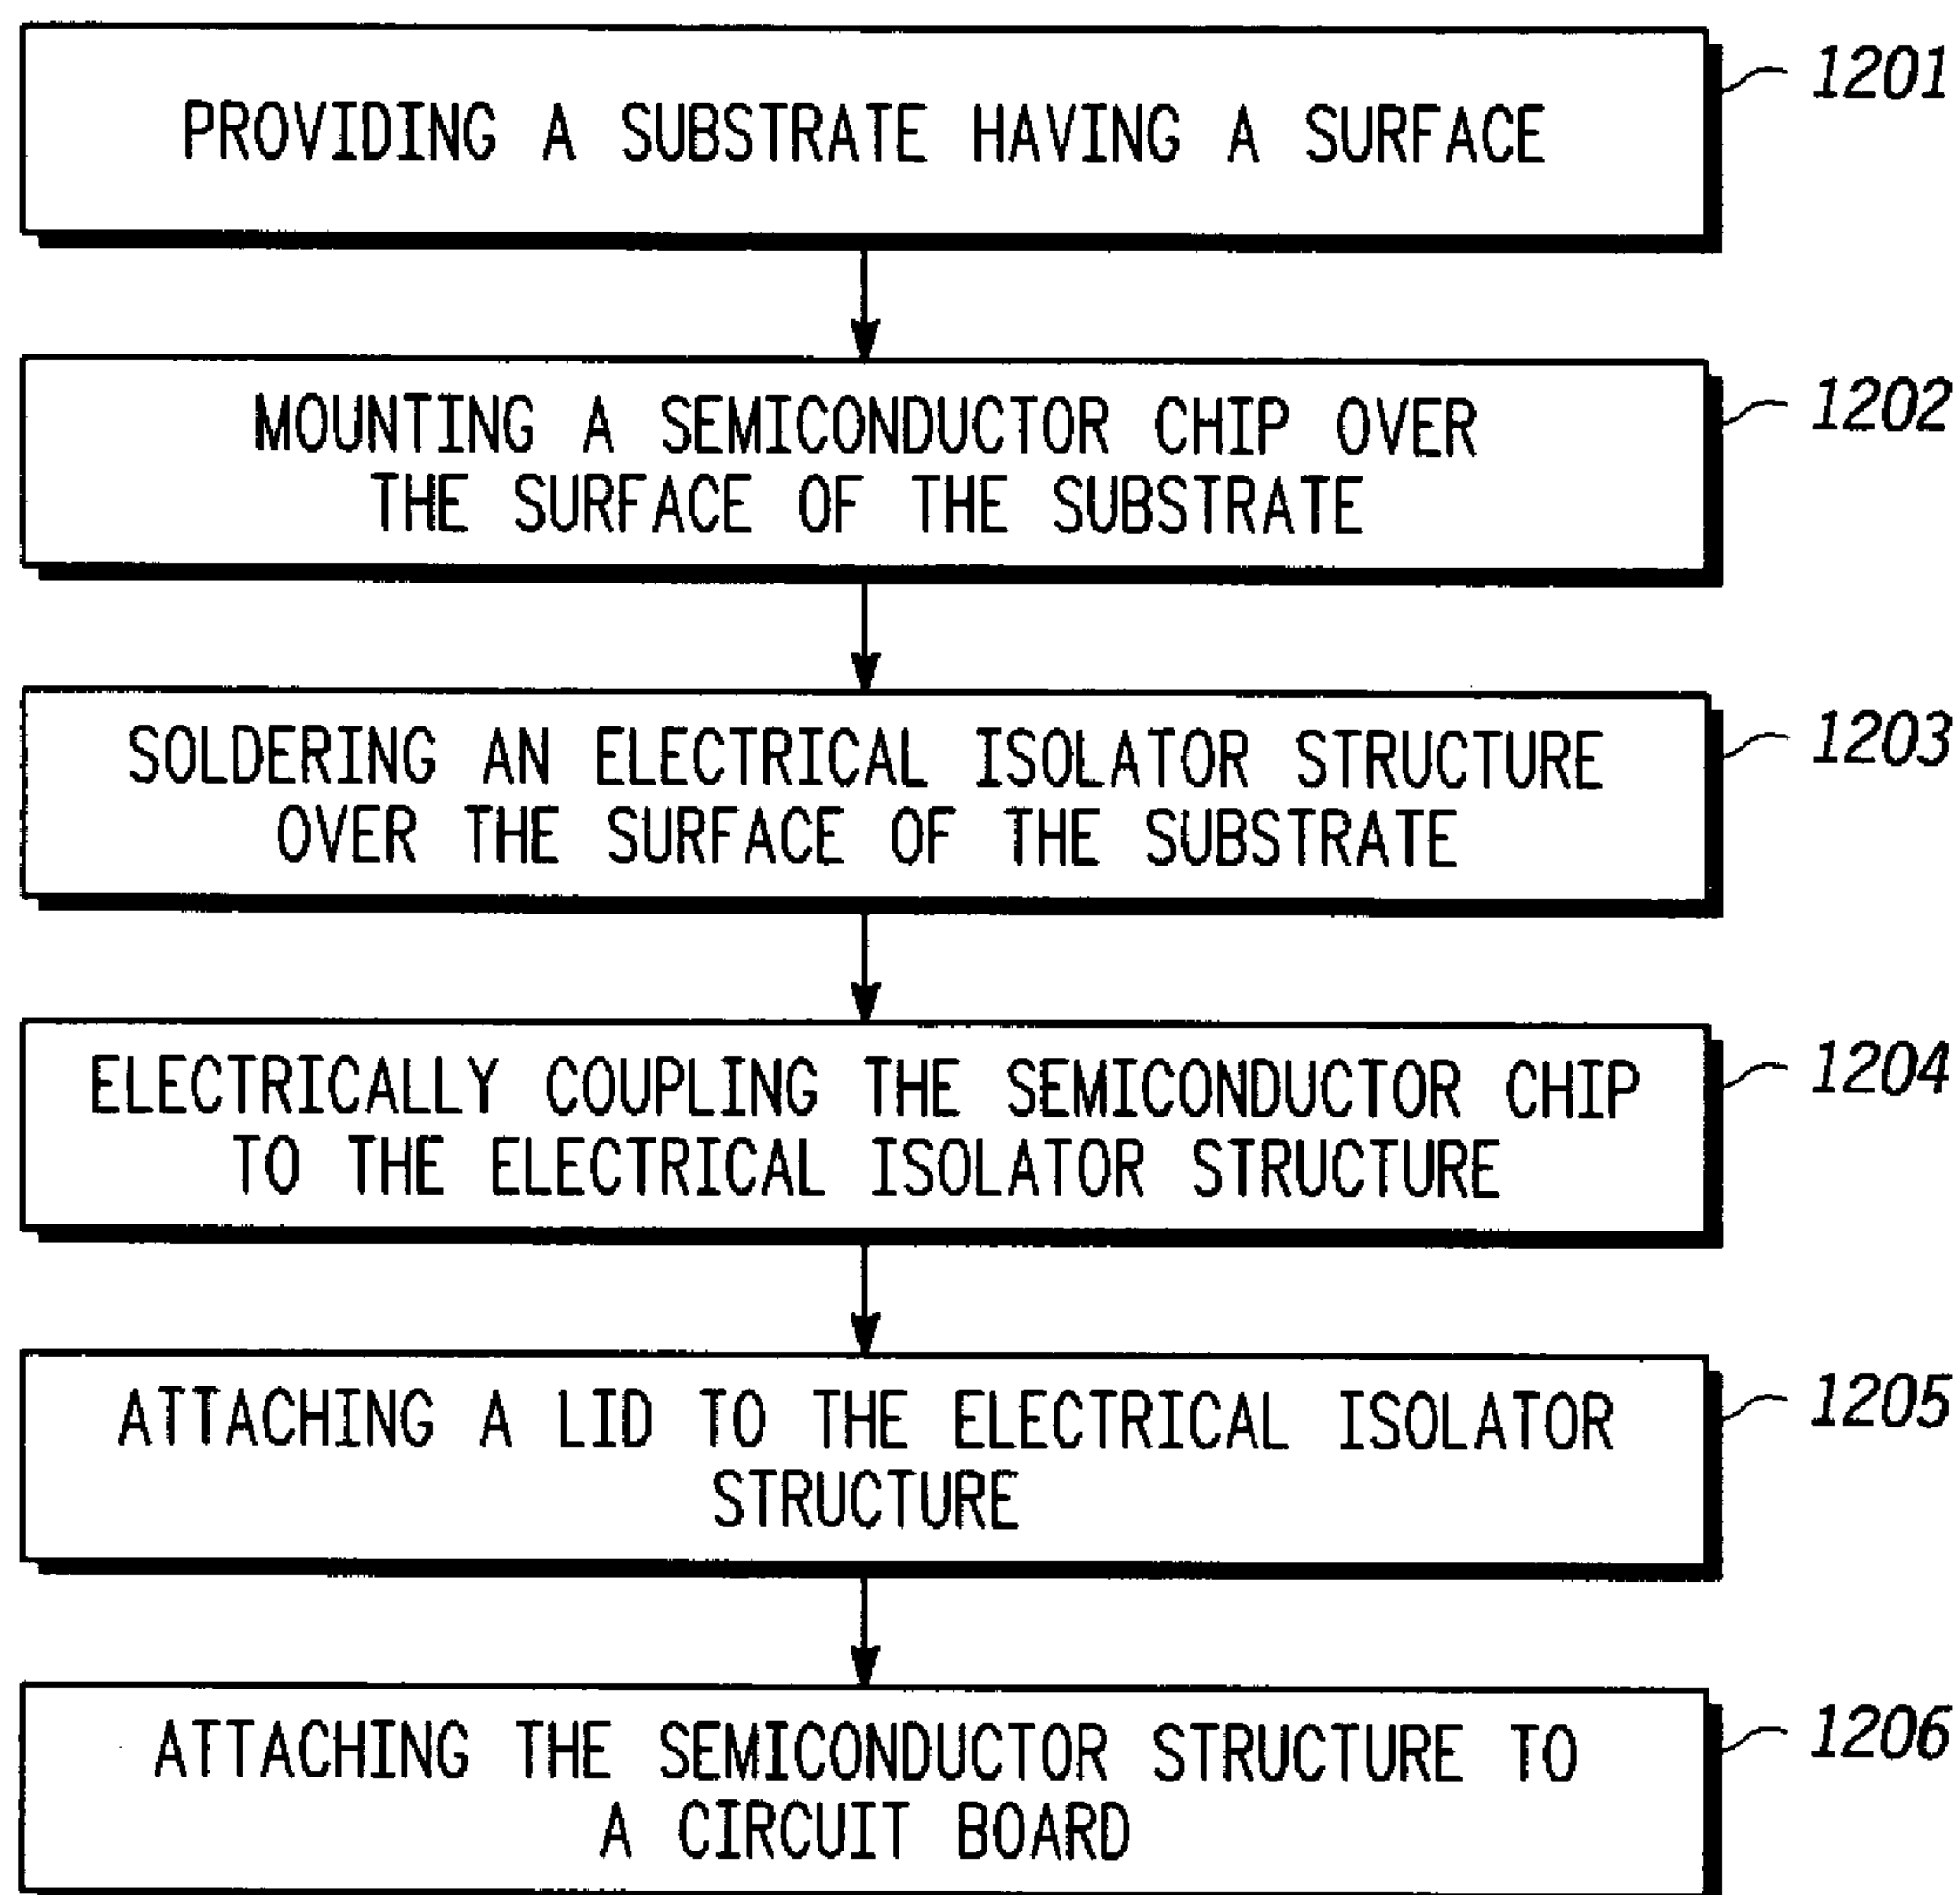 PROVIDING A SUBSTRATE HAVING A SURFACE
1201
MOUNTING A SEMICONDUCTOR CHIP OVER
THE SURFACE OF THE SUBSTRATE
1202
SOLDERING AN ELECTRICAL ISOLATOR STRUCTURE
OVER THE SURFACE OF THE SUBSTRATE
1203
ELECTRICALLY COUPLING THE SEMICONDUCTOR CHIP
TO THE ELECTRICAL ISOLATOR STRUCTURE
1204
ATTACHING A LID TO THE ELECTRICAL ISOLATOR
STRUCTURE
1205
ATTACHING THE SEMICONDUCTOR STRUCTURE TO
A CIRCUIT BOARD
1206